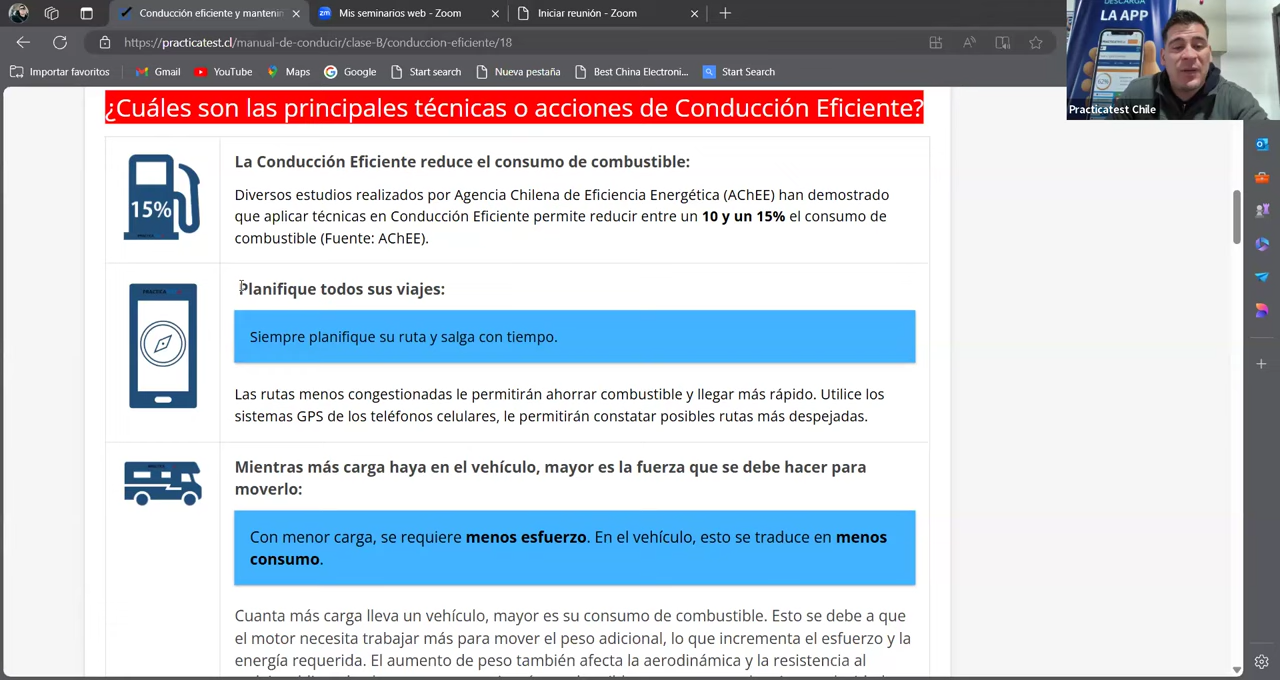 Conducción eficiente y mantenin
Mis seminarios web - Zoom
Iniciar reunión - Zoom
https://practicatest.cl/manual-de-conducir/clase-B/conduccion-eficiente/18
Importar favoritos
Gmail
YouTube
Maps
Google
Start search
Nueva pestaña
Best China Electroni...
Start Search
DESCARGA
LA APP
Practicatest Chile
¿Cuáles son las principales técnicas o acciones de Conducción Eficiente?
15%
La Conducción Eficiente reduce el consumo de combustible:
Diversos estudios realizados por Agencia Chilena de Eficiencia Energética (AChEE) han demostrado
que aplicar técnicas en Conducción Eficiente permite reducir entre un 10 y un 15% el consumo de
combustible (Fuente: AChEE).
Planifique todos sus viajes:
Siempre planifique su ruta y salga con tiempo.
Las rutas menos congestionadas le permitirán ahorrar combustible y llegar más rápido. Utilice los
sistemas GPS de los teléfonos celulares, le permitirán constatar posibles rutas más despejadas.
Mientras más carga haya en el vehículo, mayor es la fuerza que se debe hacer para
moverlo:
Con menor carga, se requiere menos esfuerzo. En el vehículo, esto se traduce en menos
consumo.
Cuanta más carga lleva un vehículo, mayor es su consumo de combustible. Esto se debe a que
el motor necesita trabajar más para mover el peso adicional, lo que incrementa el esfuerzo y la
energía requerida. El aumento de peso también afecta la aerodinámica y la resistencia al